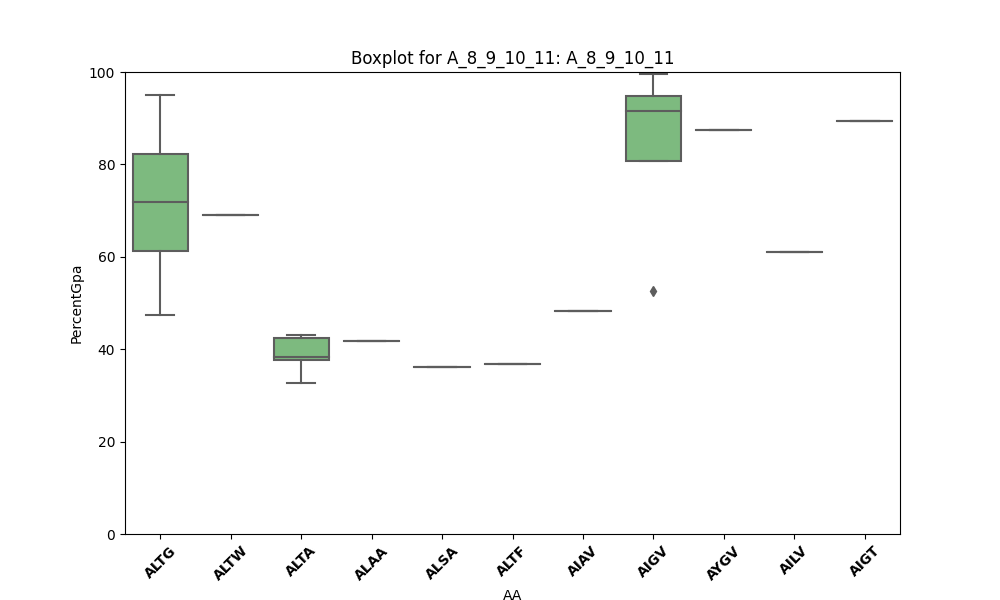 Boxplot for A_8_9_10_11: A_8_9_10_11
100
80
60
40
20
0
PercentGpa
ALTG ALTW ALTA ALAA ALSA ALTF AIAV AIGV AYGV AILV AIGT
AA